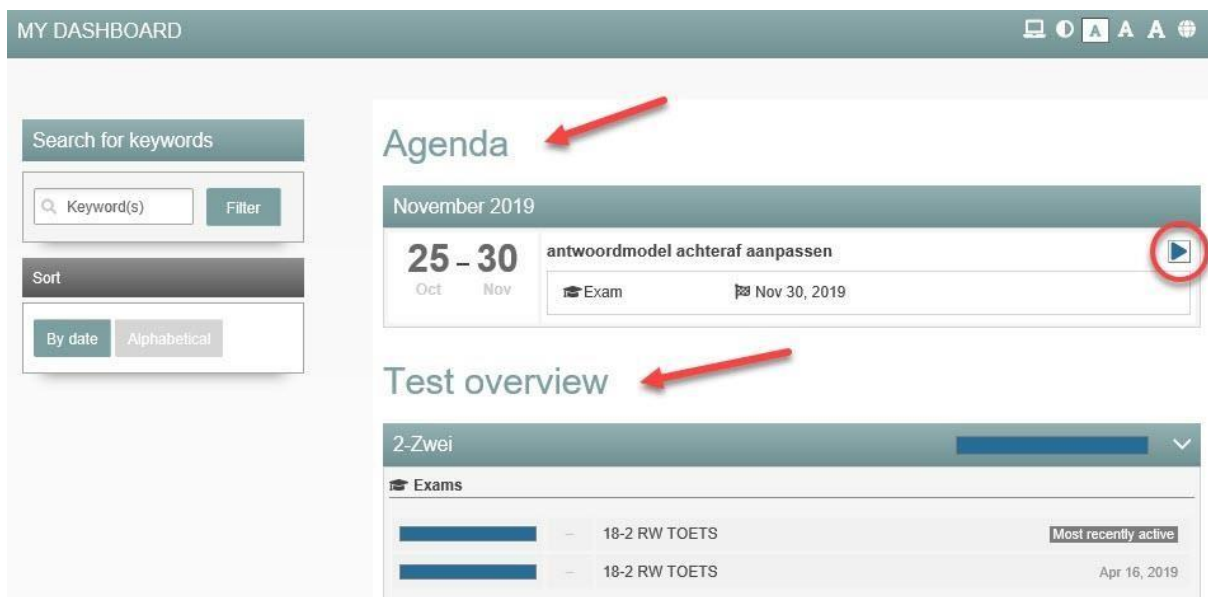 MY DASHBOARD
A A A
Search for keywords
Keyword(s)
Filter
Sort
By date
Alphabetical
Agenda
November 2019
25 – 30
Oct Nov
antwoordmodel achteraf aanpassen
Exam
Nov 30, 2019
Test overview
2-Zwei
Exams
– 18-2 RW TOETS Most recently active
– 18-2 RW TOETS Apr 16, 2019